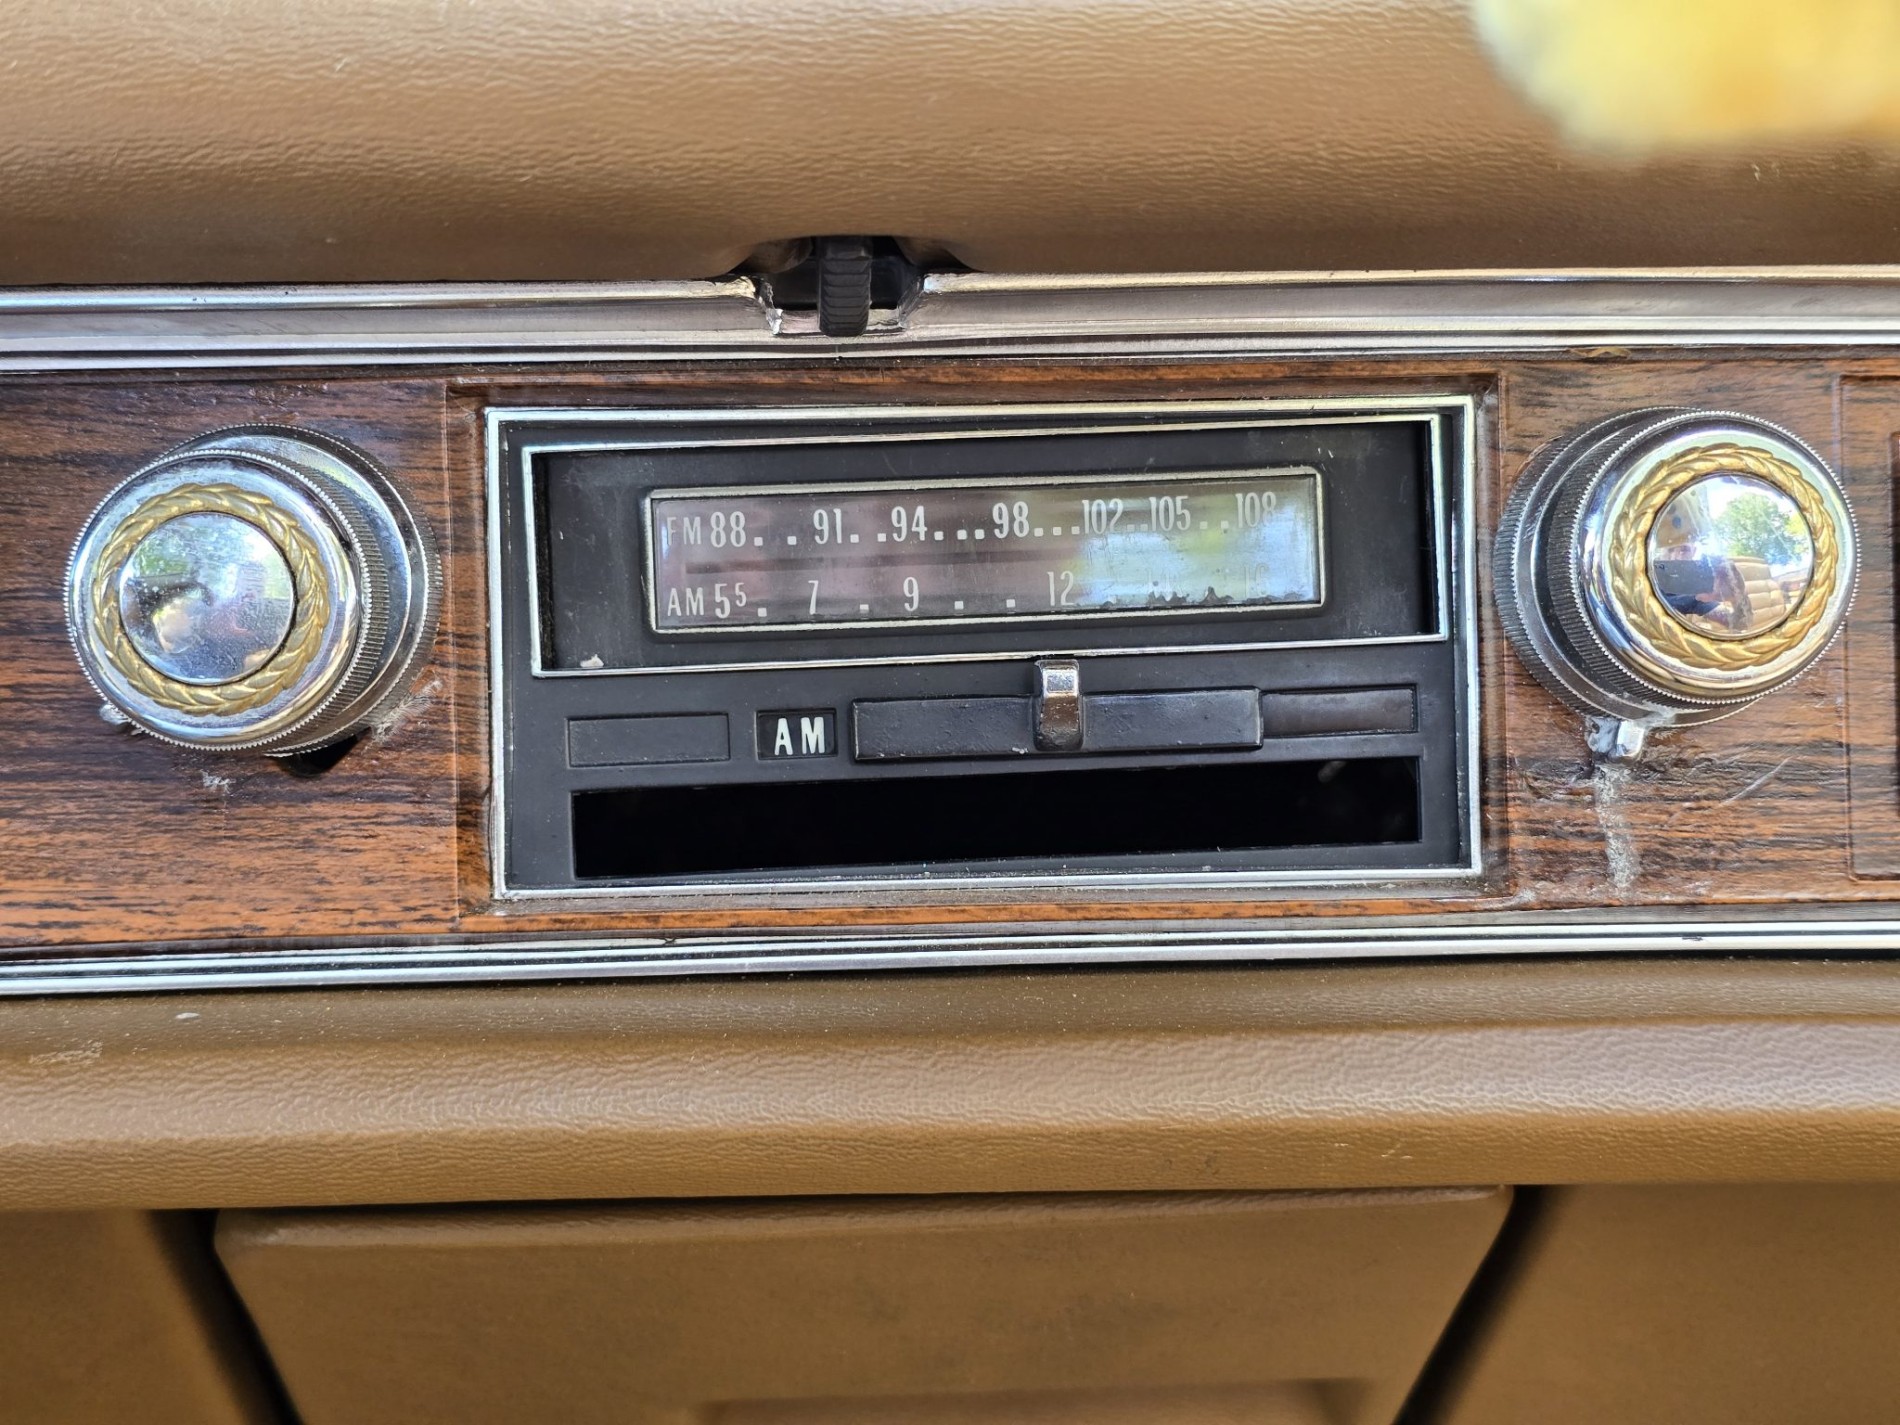 FM 88. . 91. .94...98...102..105..108
AM 55. 7 . 9 . . 12
AM